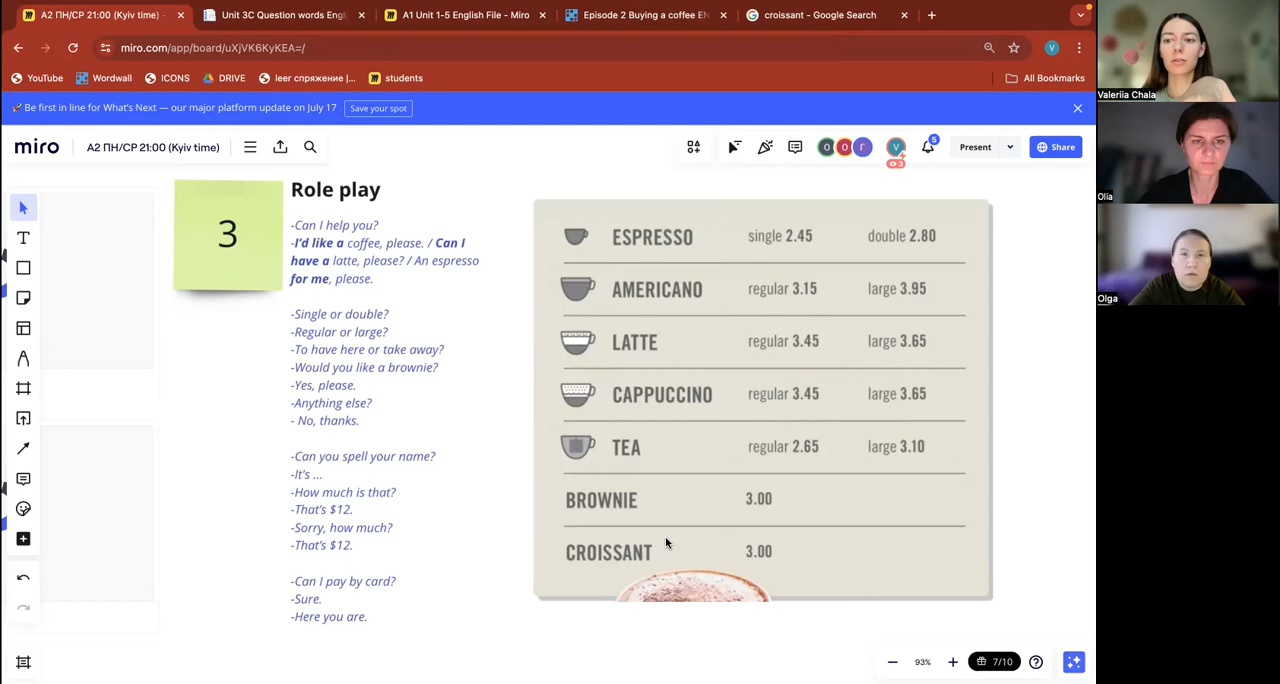 A2 ПН/СР 21:00 (Kyiv time) -
Unit 3C Question words Engl
A1 Unit 1-5 English File - Miro
Episode 2 Buying a coffee EN
croissant - Google Search
miro.com/app/board/uXjVK6KyKEA=/
V
YouTube
Wordwall
ICONS
DRIVE
leer спряжение |...
students
All Bookmarks
Be first in line for What's Next — our major platform update on July 17
Save your spot
miro
A2 ПН/СР 21:00 (Kyiv time)
O
O
Г
V
3
5
Present
Share
3
Role play
-Can I help you?
-I'd like a coffee, please. / Can I
have a latte, please? / An espresso
for me, please.
-Single or double?
-Regular or large?
-To have here or take away?
-Would you like a brownie?
-Yes, please.
-Anything else?
- No, thanks.
-Can you spell your name?
-It's ...
-How much is that?
-That's $12.
-Sorry, how much?
-That's $12.
-Can I pay by card?
-Sure.
-Here you are.
ESPRESSO single 2.45 double 2.80
AMERICANO regular 3.15 large 3.95
LATTE regular 3.45 large 3.65
CAPPUCCINO regular 3.45 large 3.65
TEA regular 2.65 large 3.10
BROWNIE 3.00
CROISSANT 3.00
93%
7/10
Valeriia Chala
Olia
Olga